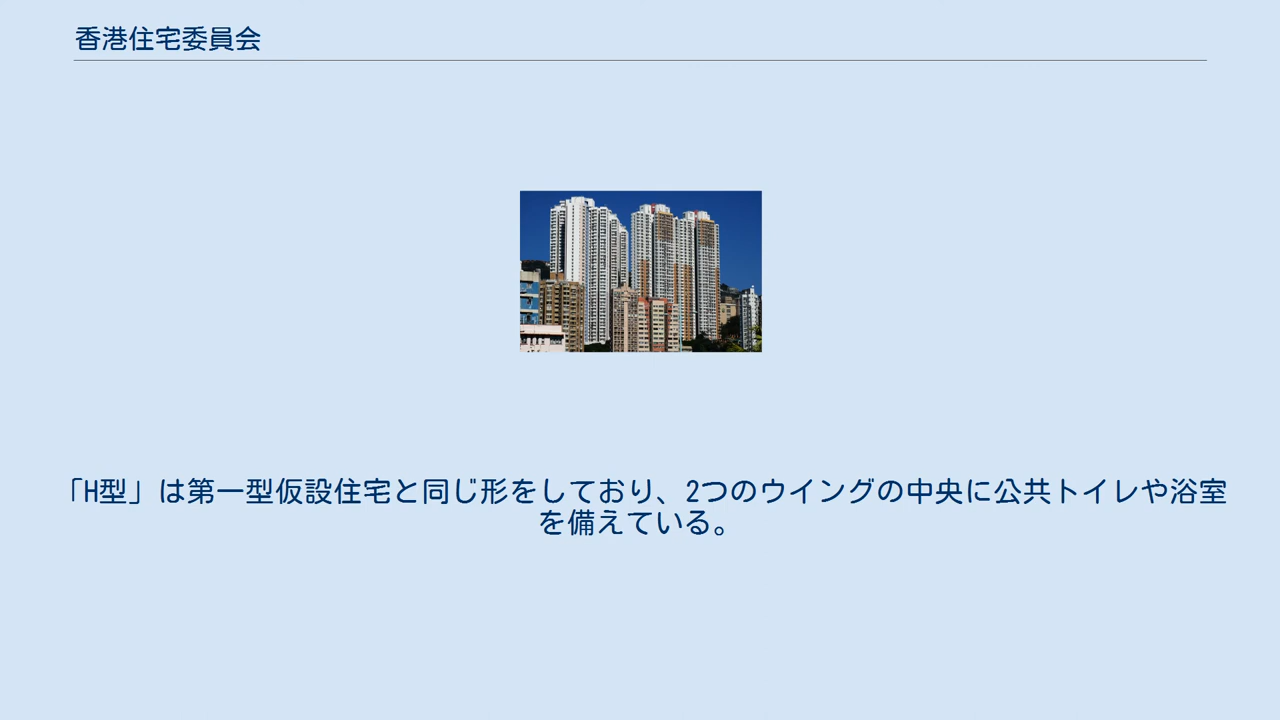 香港住宅委員会
「H型」は第一型仮設住宅と同じ形をしており、2つのウイングの中央に公共トイレや浴室
を備えている。